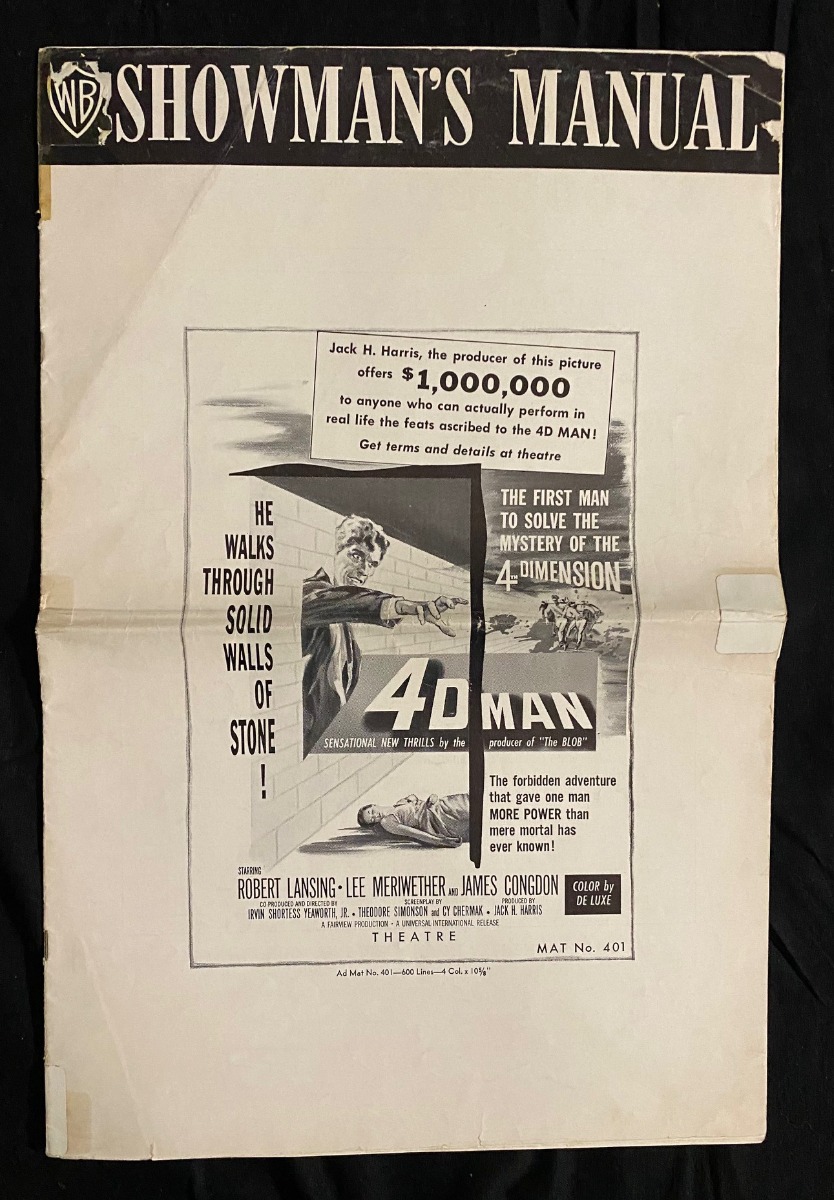 WB SHOWMAN'S MANUAL
Jack H. Harris, the producer of this picture
offers $1,000,000
to anyone who can actually perform in
real life the feats ascribed to the 4D MAN!
Get terms and details at theatre
HE
WALKS
THROUGH
SOLID
WALLS
OF
STONE
!
THE FIRST MAN
TO SOLVE THE
MYSTERY OF THE
4TH DIMENSION
4D MAN
SENSATIONAL NEW THRILLS by the producer of "The BLOB"
The forbidden adventure
that gave one man
MORE POWER than
mere mortal has
ever known!
STARRING
ROBERT LANSING • LEE MERIWETHER AND JAMES CONGDON
CO PRODUCED AND DIRECTED BY SCREENPLAY BY PRODUCED BY
IRVIN SHORTESS YEAWORTH, JR. • THEODORE SIMONSON and CY CHERMAK • JACK H. HARRIS
A FAIRVIEW PRODUCTION - A UNIVERSAL INTERNATIONAL RELEASE
COLOR by
DE LUXE
THEATRE
MAT No. 401
Ad Mat No. 401—600 Lines—4 Col. x 10⅝"